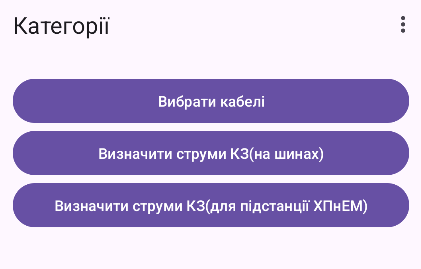 Категорії
Вибрати кабелі
Визначити струми КЗ(на шинах)
Визначити струми КЗ(для підстанції ХПнЕМ)